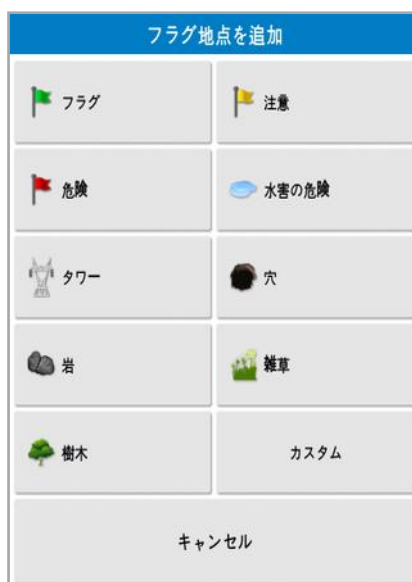 フラグ地点を追加
フラグ
注意
危険
水害の危険
タワー
穴
岩
雑草
樹木
カスタム
キャンセル